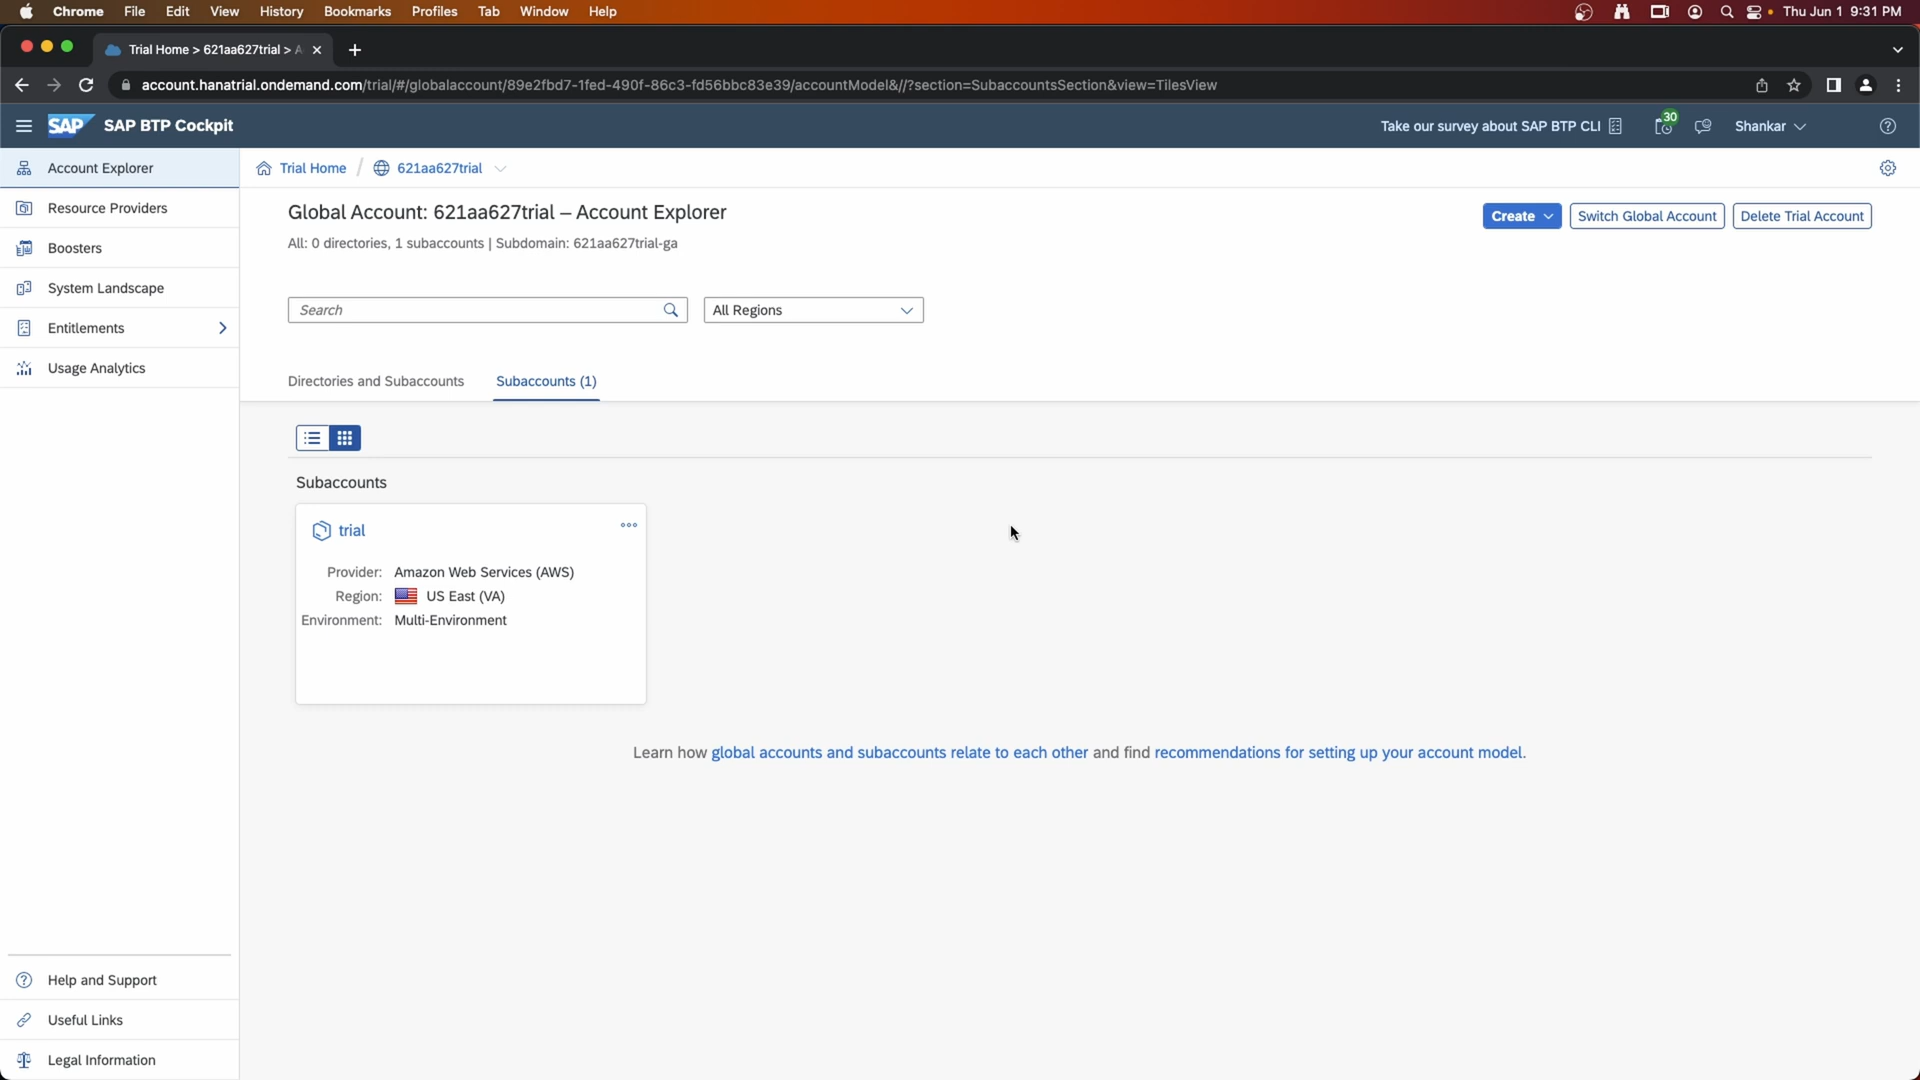 Chrome File Edit View History Bookmarks Profiles Tab Window Help Thu Jun 1 9:31 PM
Trial Home > 621aa627trial > A
account.hanatrial.ondemand.com/trial/#/globalaccount/89e2fbd7-1fed-490f-86c3-fd56bbc83e39/accountModel&//?section=SubaccountsSection&view=TilesView
SAP SAP BTP Cockpit Take our survey about SAP BTP CLI 30 Shankar
Account Explorer
Resource Providers
Boosters
System Landscape
Entitlements
Usage Analytics
Trial Home / 621aa627trial
Global Account: 621aa627trial – Account Explorer
Create Switch Global Account Delete Trial Account
All: 0 directories, 1 subaccounts | Subdomain: 621aa627trial-ga
Search All Regions
Directories and Subaccounts Subaccounts (1)
Subaccounts
trial
Provider: Amazon Web Services (AWS)
Region: US East (VA)
Environment: Multi-Environment
Learn how global accounts and subaccounts relate to each other and find recommendations for setting up your account model.
Help and Support
Useful Links
Legal Information